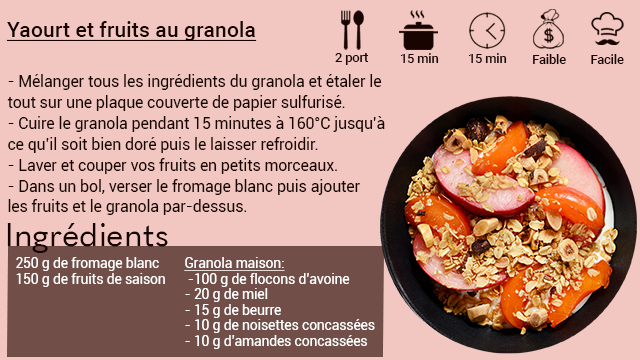 Yaourt et fruits au granola
2 port
15 min
15 min
Faible
Facile
- Mélanger tous les ingrédients du granola et étaler le
tout sur une plaque couverte de papier sulfurisé.
- Cuire le granola pendant 15 minutes à 160°C jusqu'à
ce qu'il soit bien doré puis le laisser refroidir.
- Laver et couper vos fruits en petits morceaux.
- Dans un bol, verser le fromage blanc puis ajouter
les fruits et le granola par-dessus.
Ingrédients
250 g de fromage blanc
150 g de fruits de saison
Granola maison:
-100 g de flocons d'avoine
- 20 g de miel
- 15 g de beurre
- 10 g de noisettes concassées
- 10 g d'amandes concassées